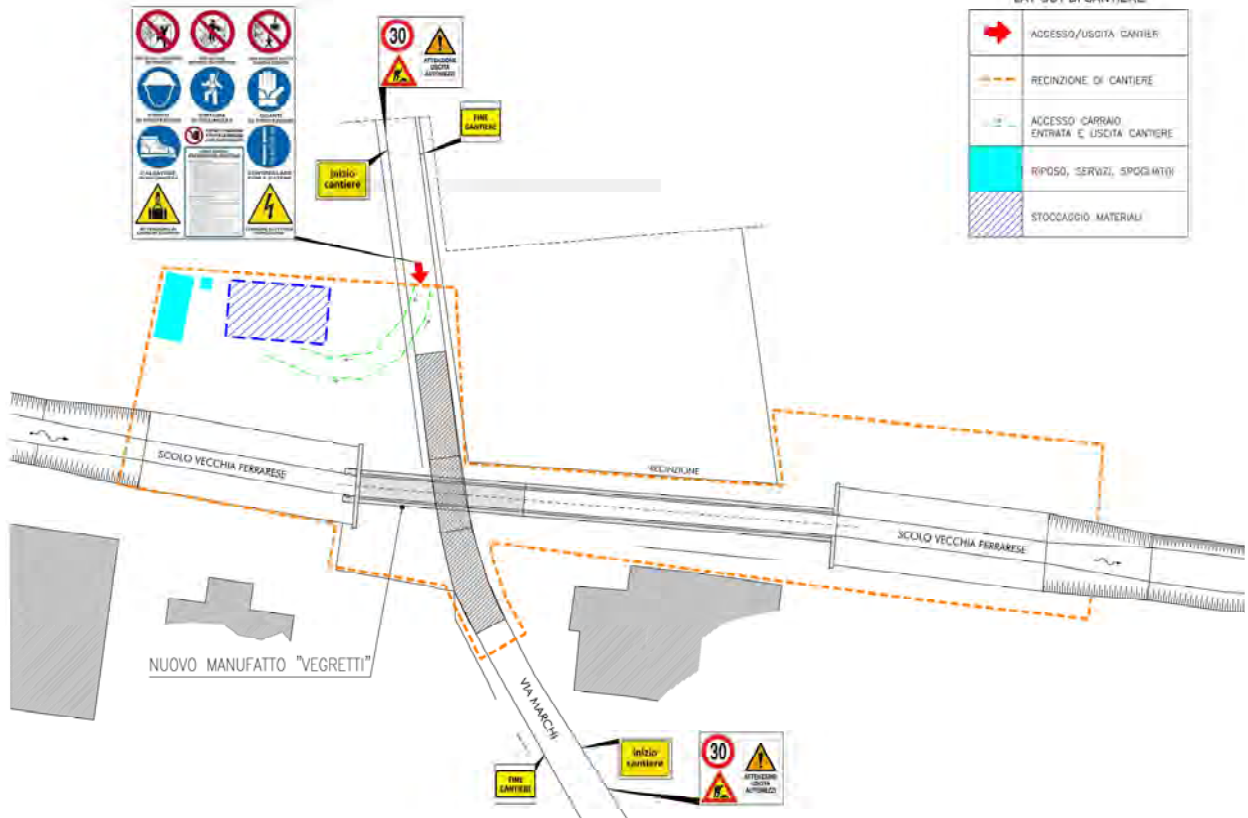 LAY OUT DI CANTIERE
ACCESSO/USCITA CANTIER
RECINZIONE DI CANTIERE
ACCESSO CARRAIO
ENTRATA E USCITA CANTIERE
RIPOSO, SERVIZI, SPOGLIATOI
STOCCAGGIO MATERIALI
30
ATTENZIONE
USCITA
AUTOMEZZI
FINE
CANTIERE
Inizio
cantiere
CALZATURE
CONTROLLARE
SCOLO VECCHIA FERRARESE
RECINZIONE
SCOLO VECCHIA FERRARESE
NUOVO MANUFATTO "VEGRETTI"
VIA MARCHI
FINE
CANTIERE
Inizio
cantiere
30
ATTENZIONE
USCITA
AUTOMEZZI